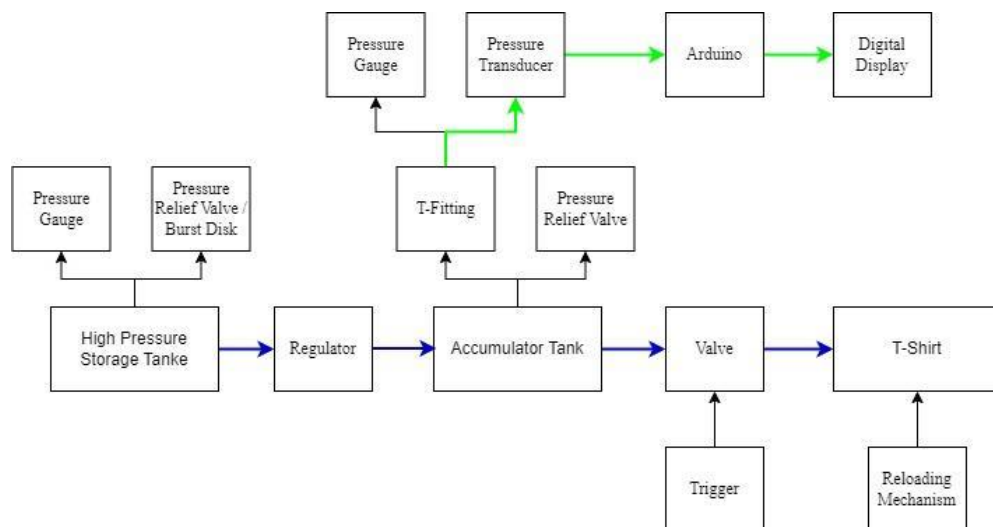 Pressure
Gauge
Pressure
Transducer
Arduino
Digital
Display
Pressure
Gauge
Pressure
Relief Valve /
Burst Disk
T-Fitting
Pressure
Relief Valve
High Pressure
Storage Tanke
Regulator
Accumulator Tank
Valve
T-Shirt
Trigger
Reloading
Mechanism